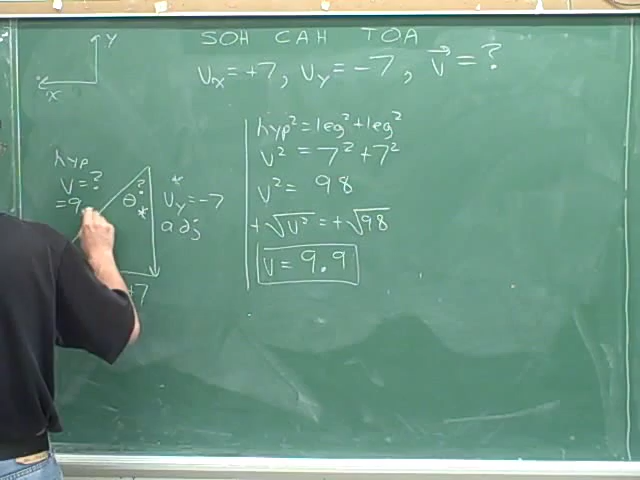 SOH CAH TOA
Vx = +7, Vy = -7, V⃗ = ?
Y
x
hyp
V = ?
= 9.
θ?
*
*
Vy = -7
adj
+7
hyp² = leg² + leg²
V² = 7² + 7²
V² = 98
+√V² = +√98
V = 9.9